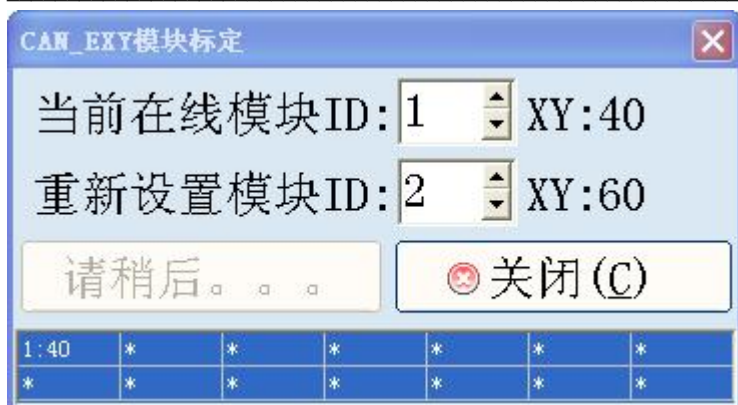 CAN_EXY模块标定
当前在线模块ID: 1 XY:40
重新设置模块ID: 2 XY:60
请稍后。。。 关闭(C)
1:40 * * * * * *
* * * * * * *